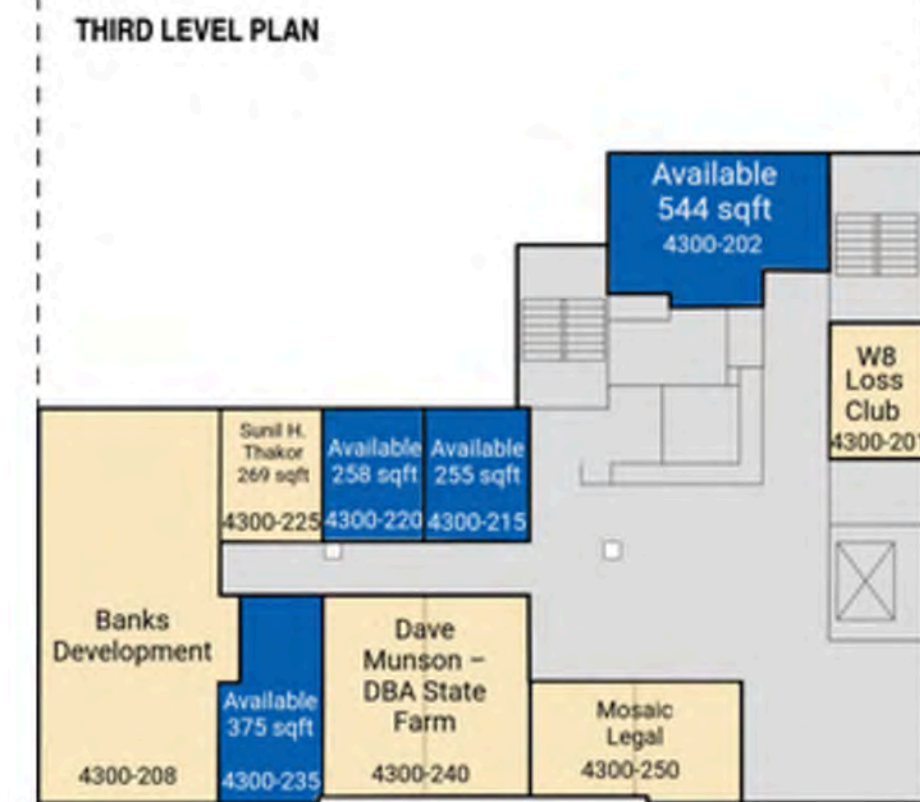 THIRD LEVEL PLAN
Available
544 sqft
4300-202
W8
Loss
Club
4300-201
Sunil H.
Thakor
269 sqft
4300-225
Available
258 sqft
4300-220
Available
255 sqft
4300-215
Banks
Development
4300-208
Available
375 sqft
4300-235
Dave
Munson –
DBA State
Farm
4300-240
Mosaic
Legal
4300-250